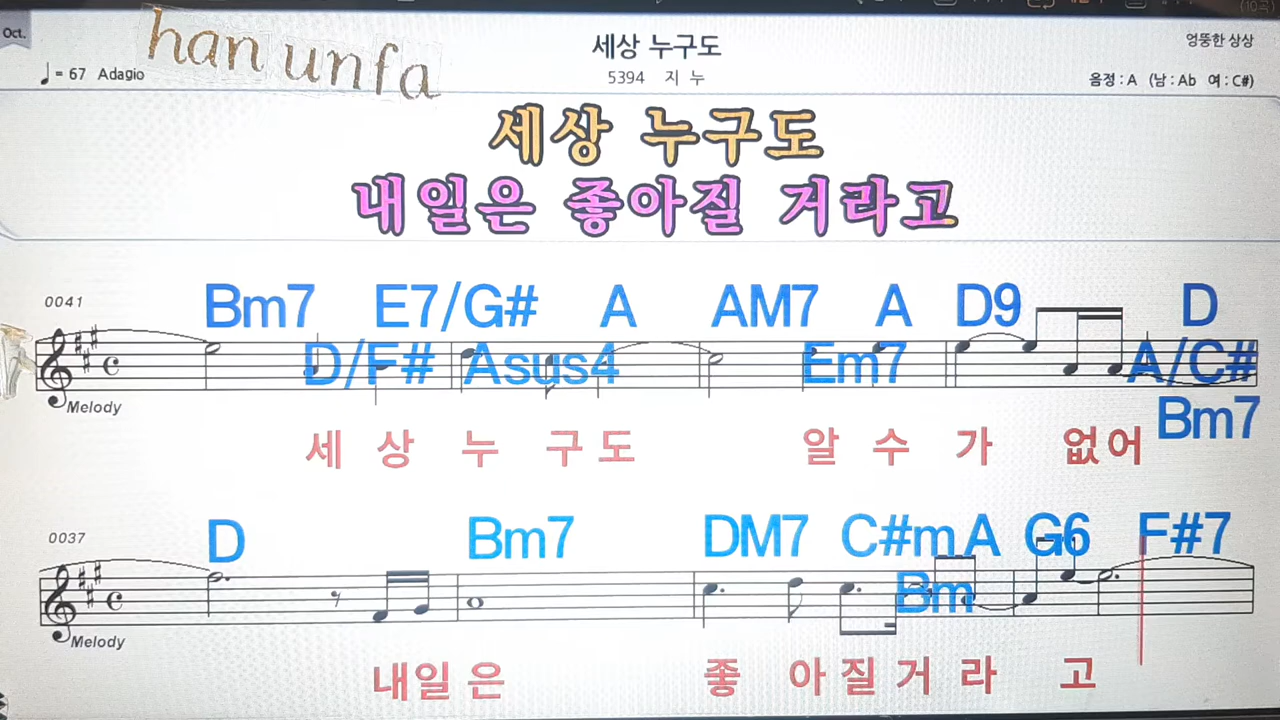 Oct.
han unfa
세상 누구도
엉뚱한 상상
♩= 67 Adagio
5394 지 누
음정 : A (남 : Ab 여 : C#)
세상 누구도
내일은 좋아질 거라고
0041
Bm7 E7/G# A AM7 A D9 D
D/F# Asus4 Em7 A/C#
Melody
Bm7
세 상 누 구 도 알 수 가 없어
0037
D Bm7 DM7 C#m A G6 F#7
Bm
Melody
내일 은 좋 아 질 거 라 고